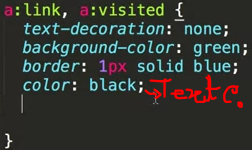 a:link, a:visited {
text-decoration: none;
background-color: green;
border: 1px solid blue;
color: black; Text C.
}